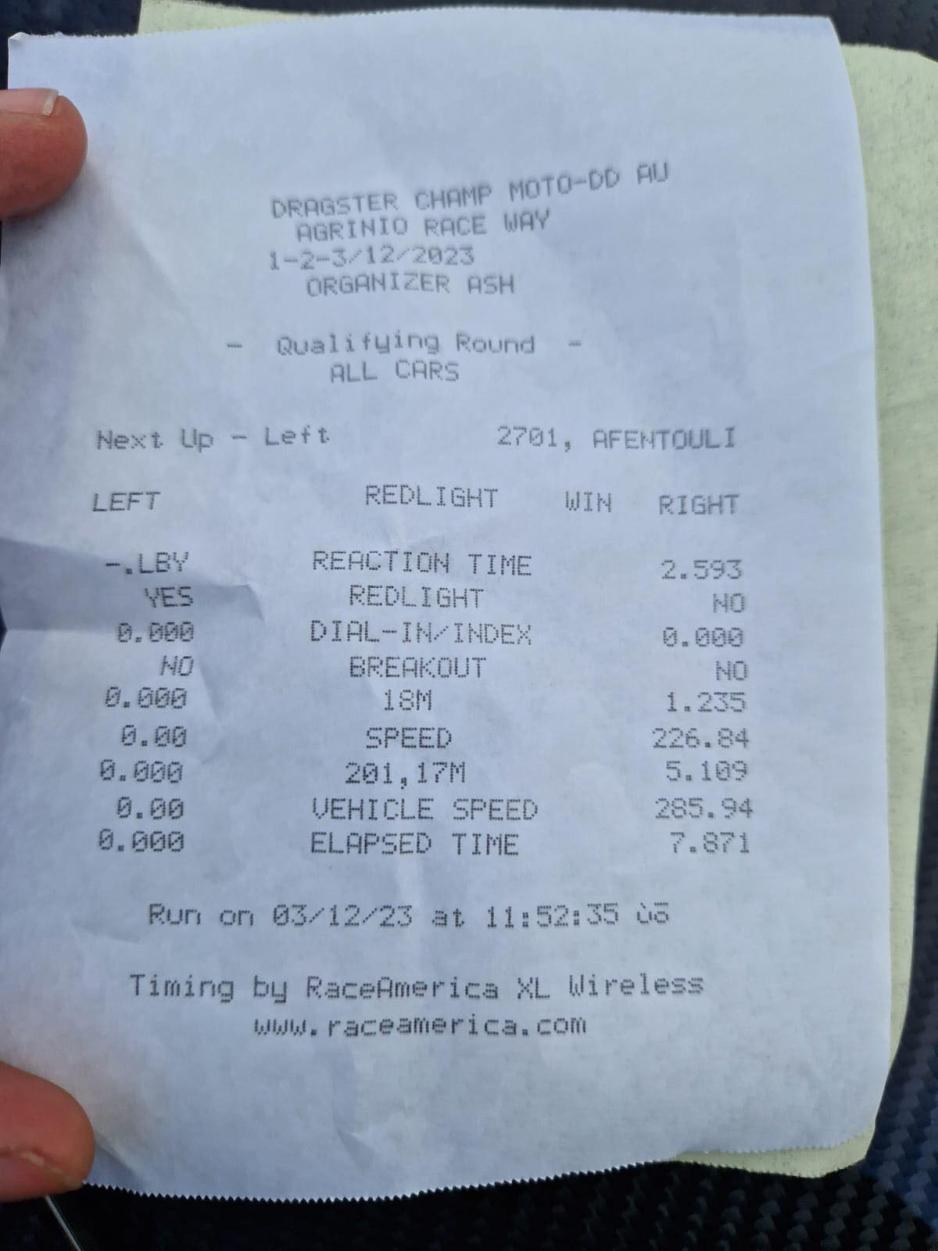 DRAGSTER CHAMP MOTO-DD AU
AGRINIO RACE WAY
1-2-3/12/2023
ORGANIZER ASH
- Qualifying Round -
ALL CARS
Next Up - Left 2701, AFENTOULI
LEFT REDLIGHT WIN RIGHT
-.LBY REACTION TIME 2.593
YES REDLIGHT NO
0.000 DIAL-IN/INDEX 0.000
NO BREAKOUT NO
0.000 18M 1.235
0.00 SPEED 226.84
0.000 201,17M 5.109
0.00 VEHICLE SPEED 285.94
0.000 ELAPSED TIME 7.871
Run on 03/12/23 at 11:52:35
Timing by RaceAmerica XL Wireless
www.raceamerica.com